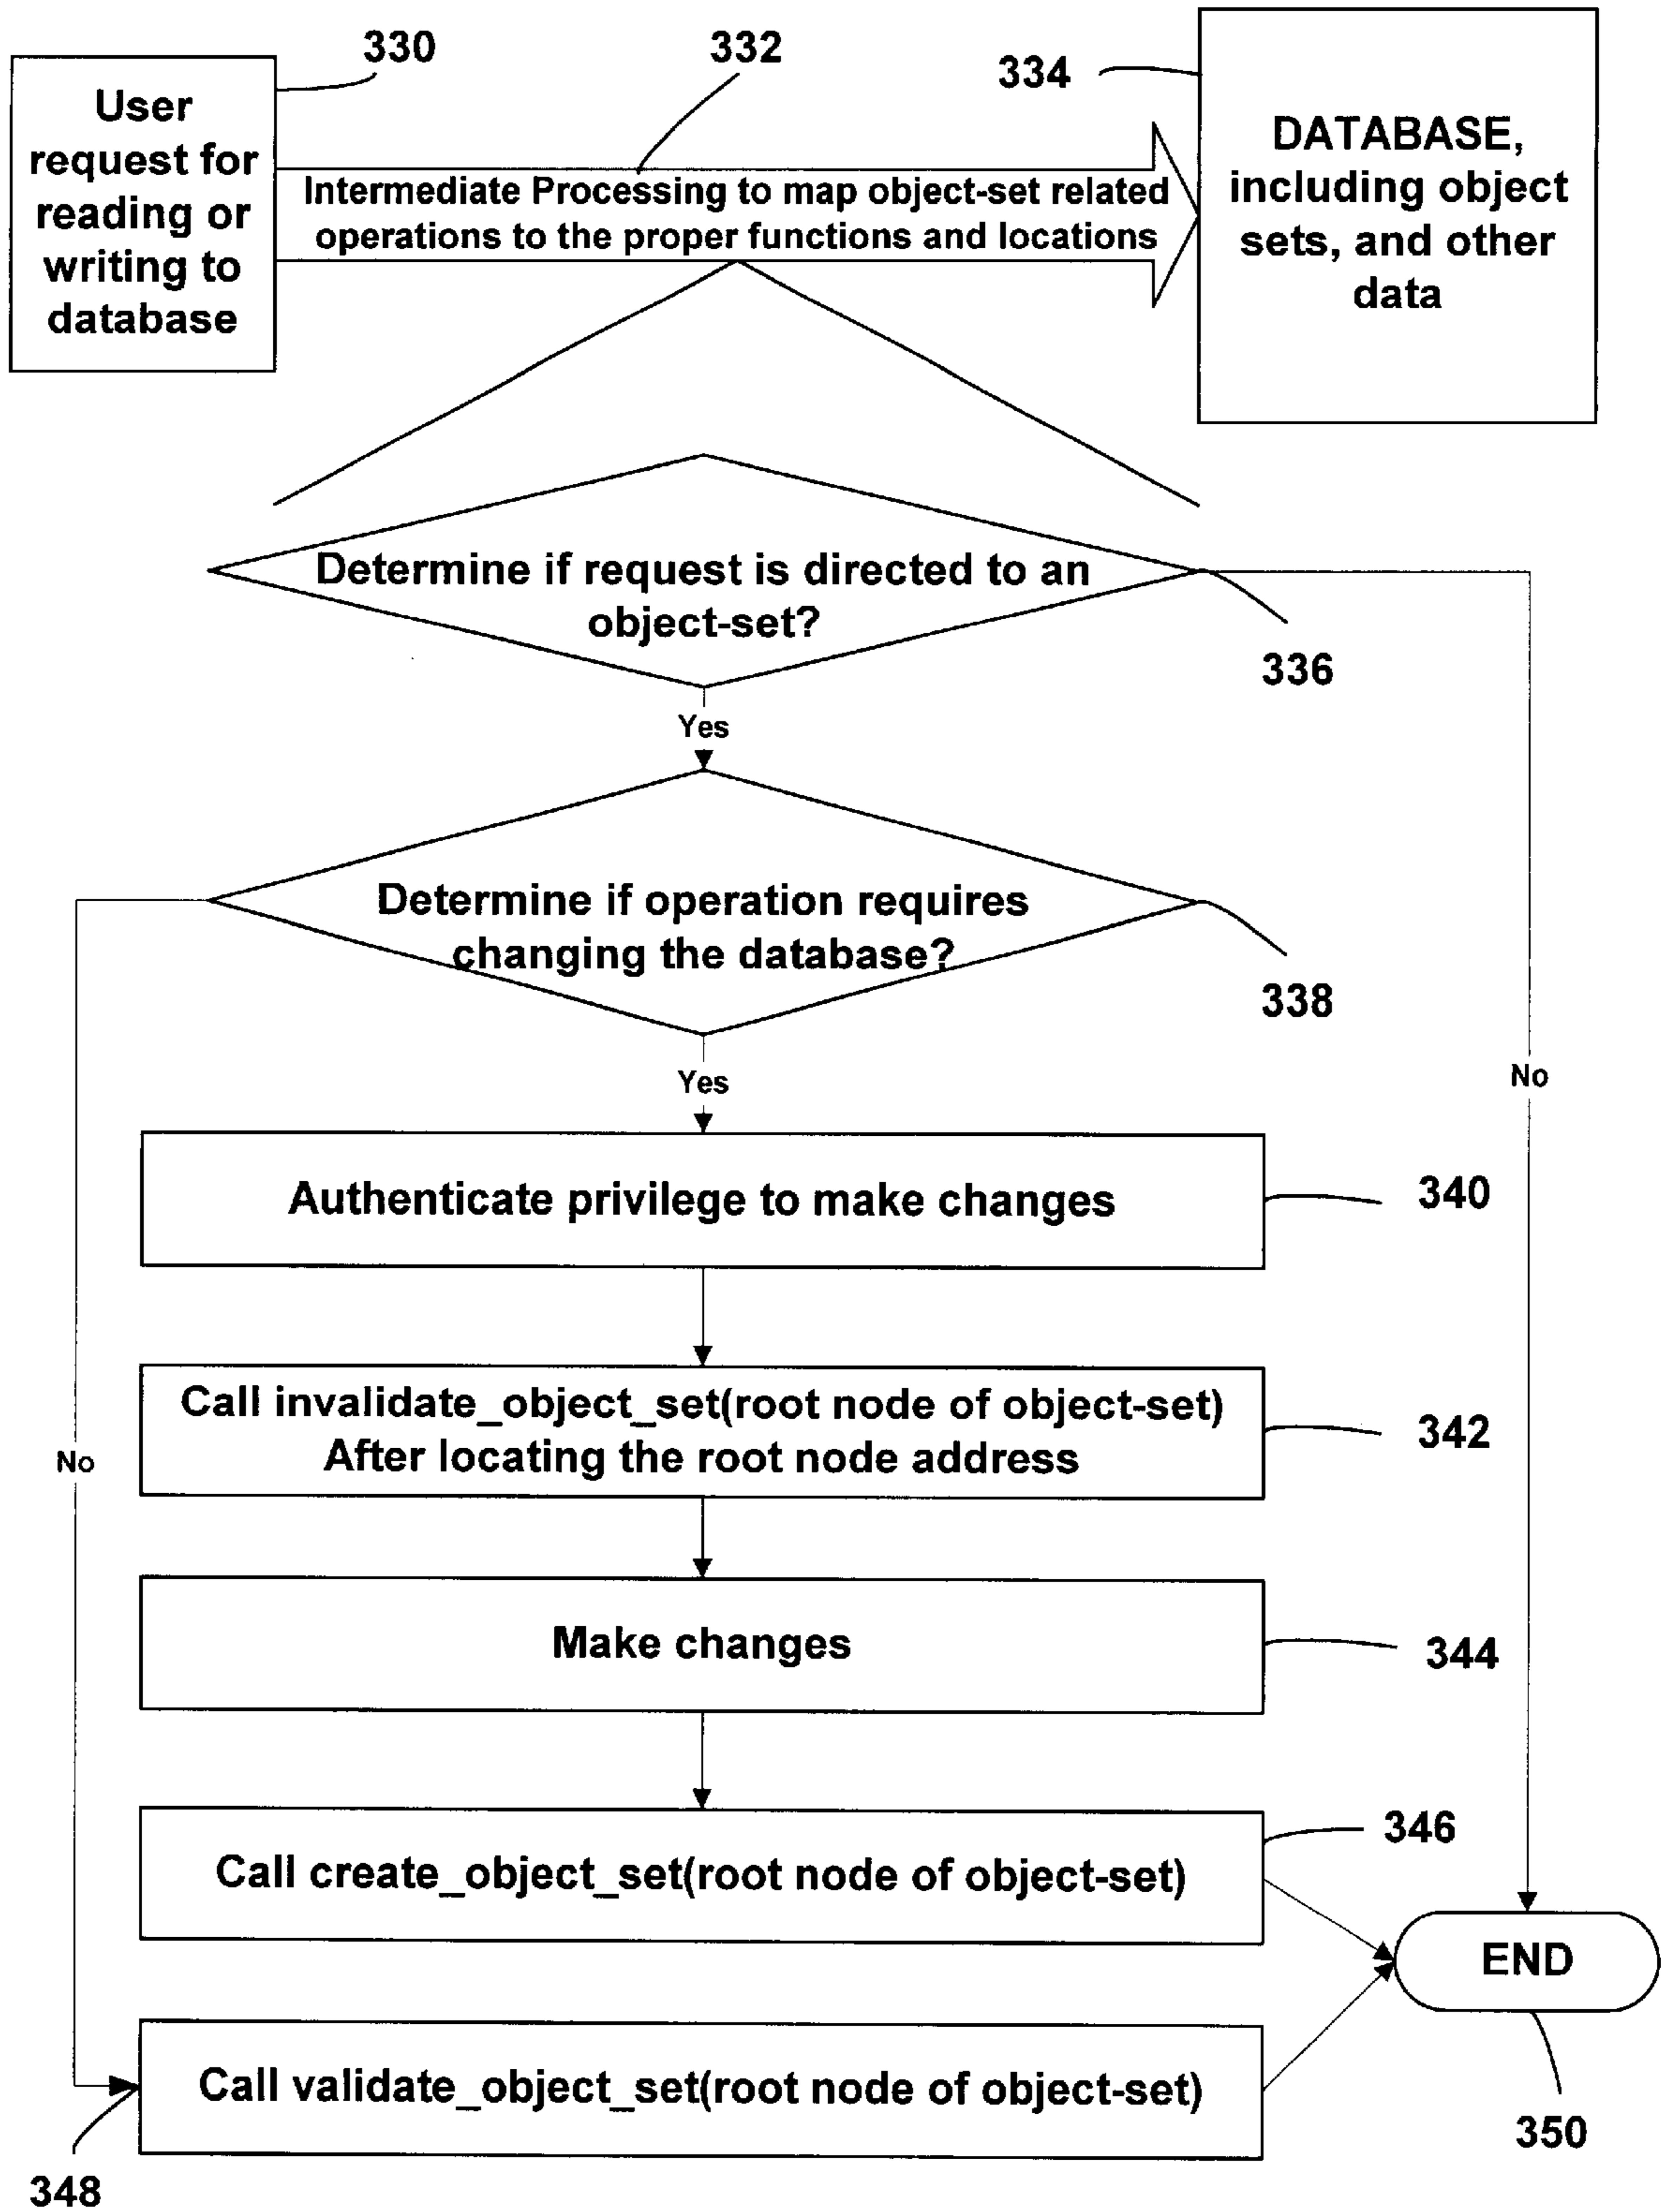 330
332
334
User
request for
reading or
writing to
database
Intermediate Processing to map object-set related
operations to the proper functions and locations
DATABASE,
including object
sets, and other
data
Determine if request is directed to an
object-set?
336
Yes
Determine if operation requires
changing the database?
338
Yes
No
Authenticate privilege to make changes
340
Call invalidate_object_set(root node of object-set)
After locating the root node address
342
No
Make changes
344
Call create_object_set(root node of object-set)
346
END
Call validate_object_set(root node of object-set)
350
348